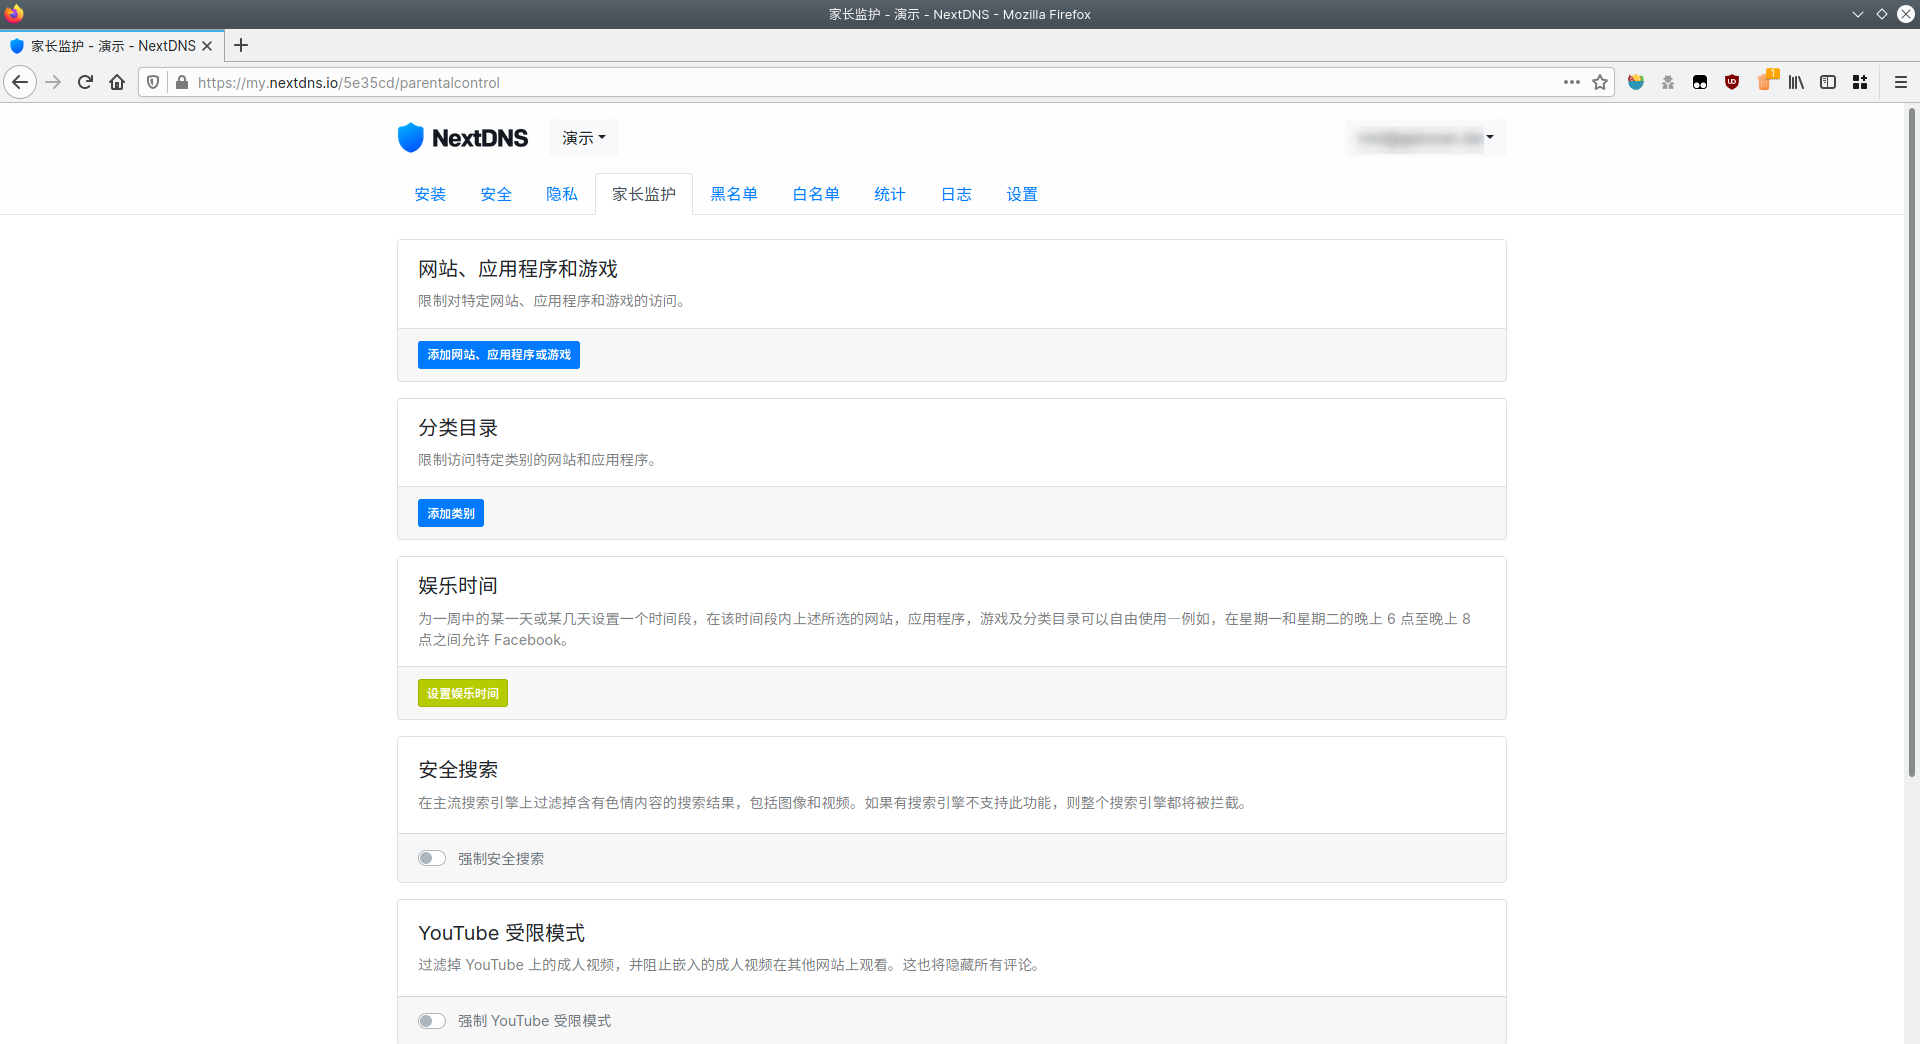 家长监护 - 演示 - NextDNS - Mozilla Firefox
家长监护 - 演示 - NextDNS
https://my.nextdns.io/5e35cd/parentalcontrol
1
NextDNS
演示
安装
安全
隐私
家长监护
黑名单
白名单
统计
日志
设置
网站、应用程序和游戏
限制对特定网站、应用程序和游戏的访问。
添加网站、应用程序或游戏
分类目录
限制访问特定类别的网站和应用程序。
添加类别
娱乐时间
为一周中的某一天或某几天设置一个时间段，在该时间段内上述所选的网站，应用程序，游戏及分类目录可以自由使用—例如，在星期一和星期二的晚上 6 点至晚上 8
点之间允许 Facebook。
设置娱乐时间
安全搜索
在主流搜索引擎上过滤掉含有色情内容的搜索结果，包括图像和视频。如果有搜索引擎不支持此功能，则整个搜索引擎都将被拦截。
强制安全搜索
YouTube 受限模式
过滤掉 YouTube 上的成人视频，并阻止嵌入的成人视频在其他网站上观看。这也将隐藏所有评论。
强制 YouTube 受限模式